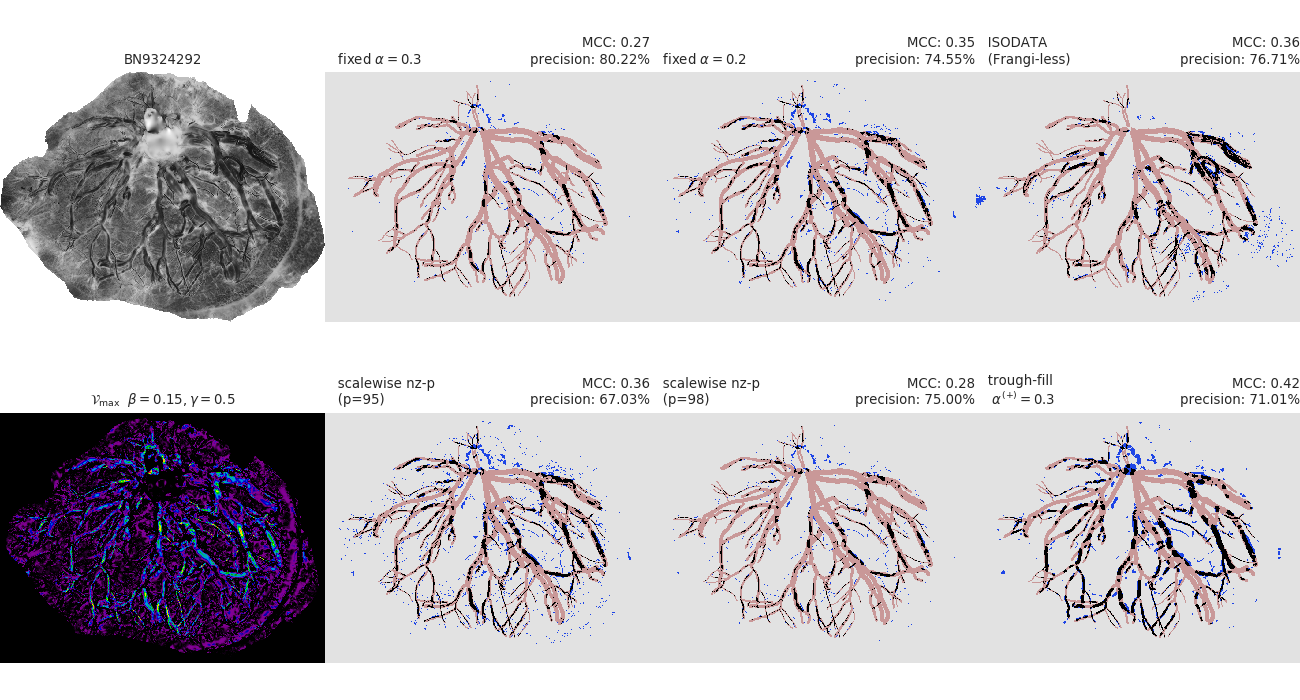 BN9324292
fixed α = 0.3
MCC: 0.27
precision: 80.22%
fixed α = 0.2
MCC: 0.35
precision: 74.55%
ISODATA
(Frangi-less)
MCC: 0.36
precision: 76.71%
𝒱max β = 0.15, γ = 0.5
scalewise nz-p
(p=95)
MCC: 0.36
precision: 67.03%
scalewise nz-p
(p=98)
MCC: 0.28
precision: 75.00%
trough-fill
α(+) = 0.3
MCC: 0.42
precision: 71.01%